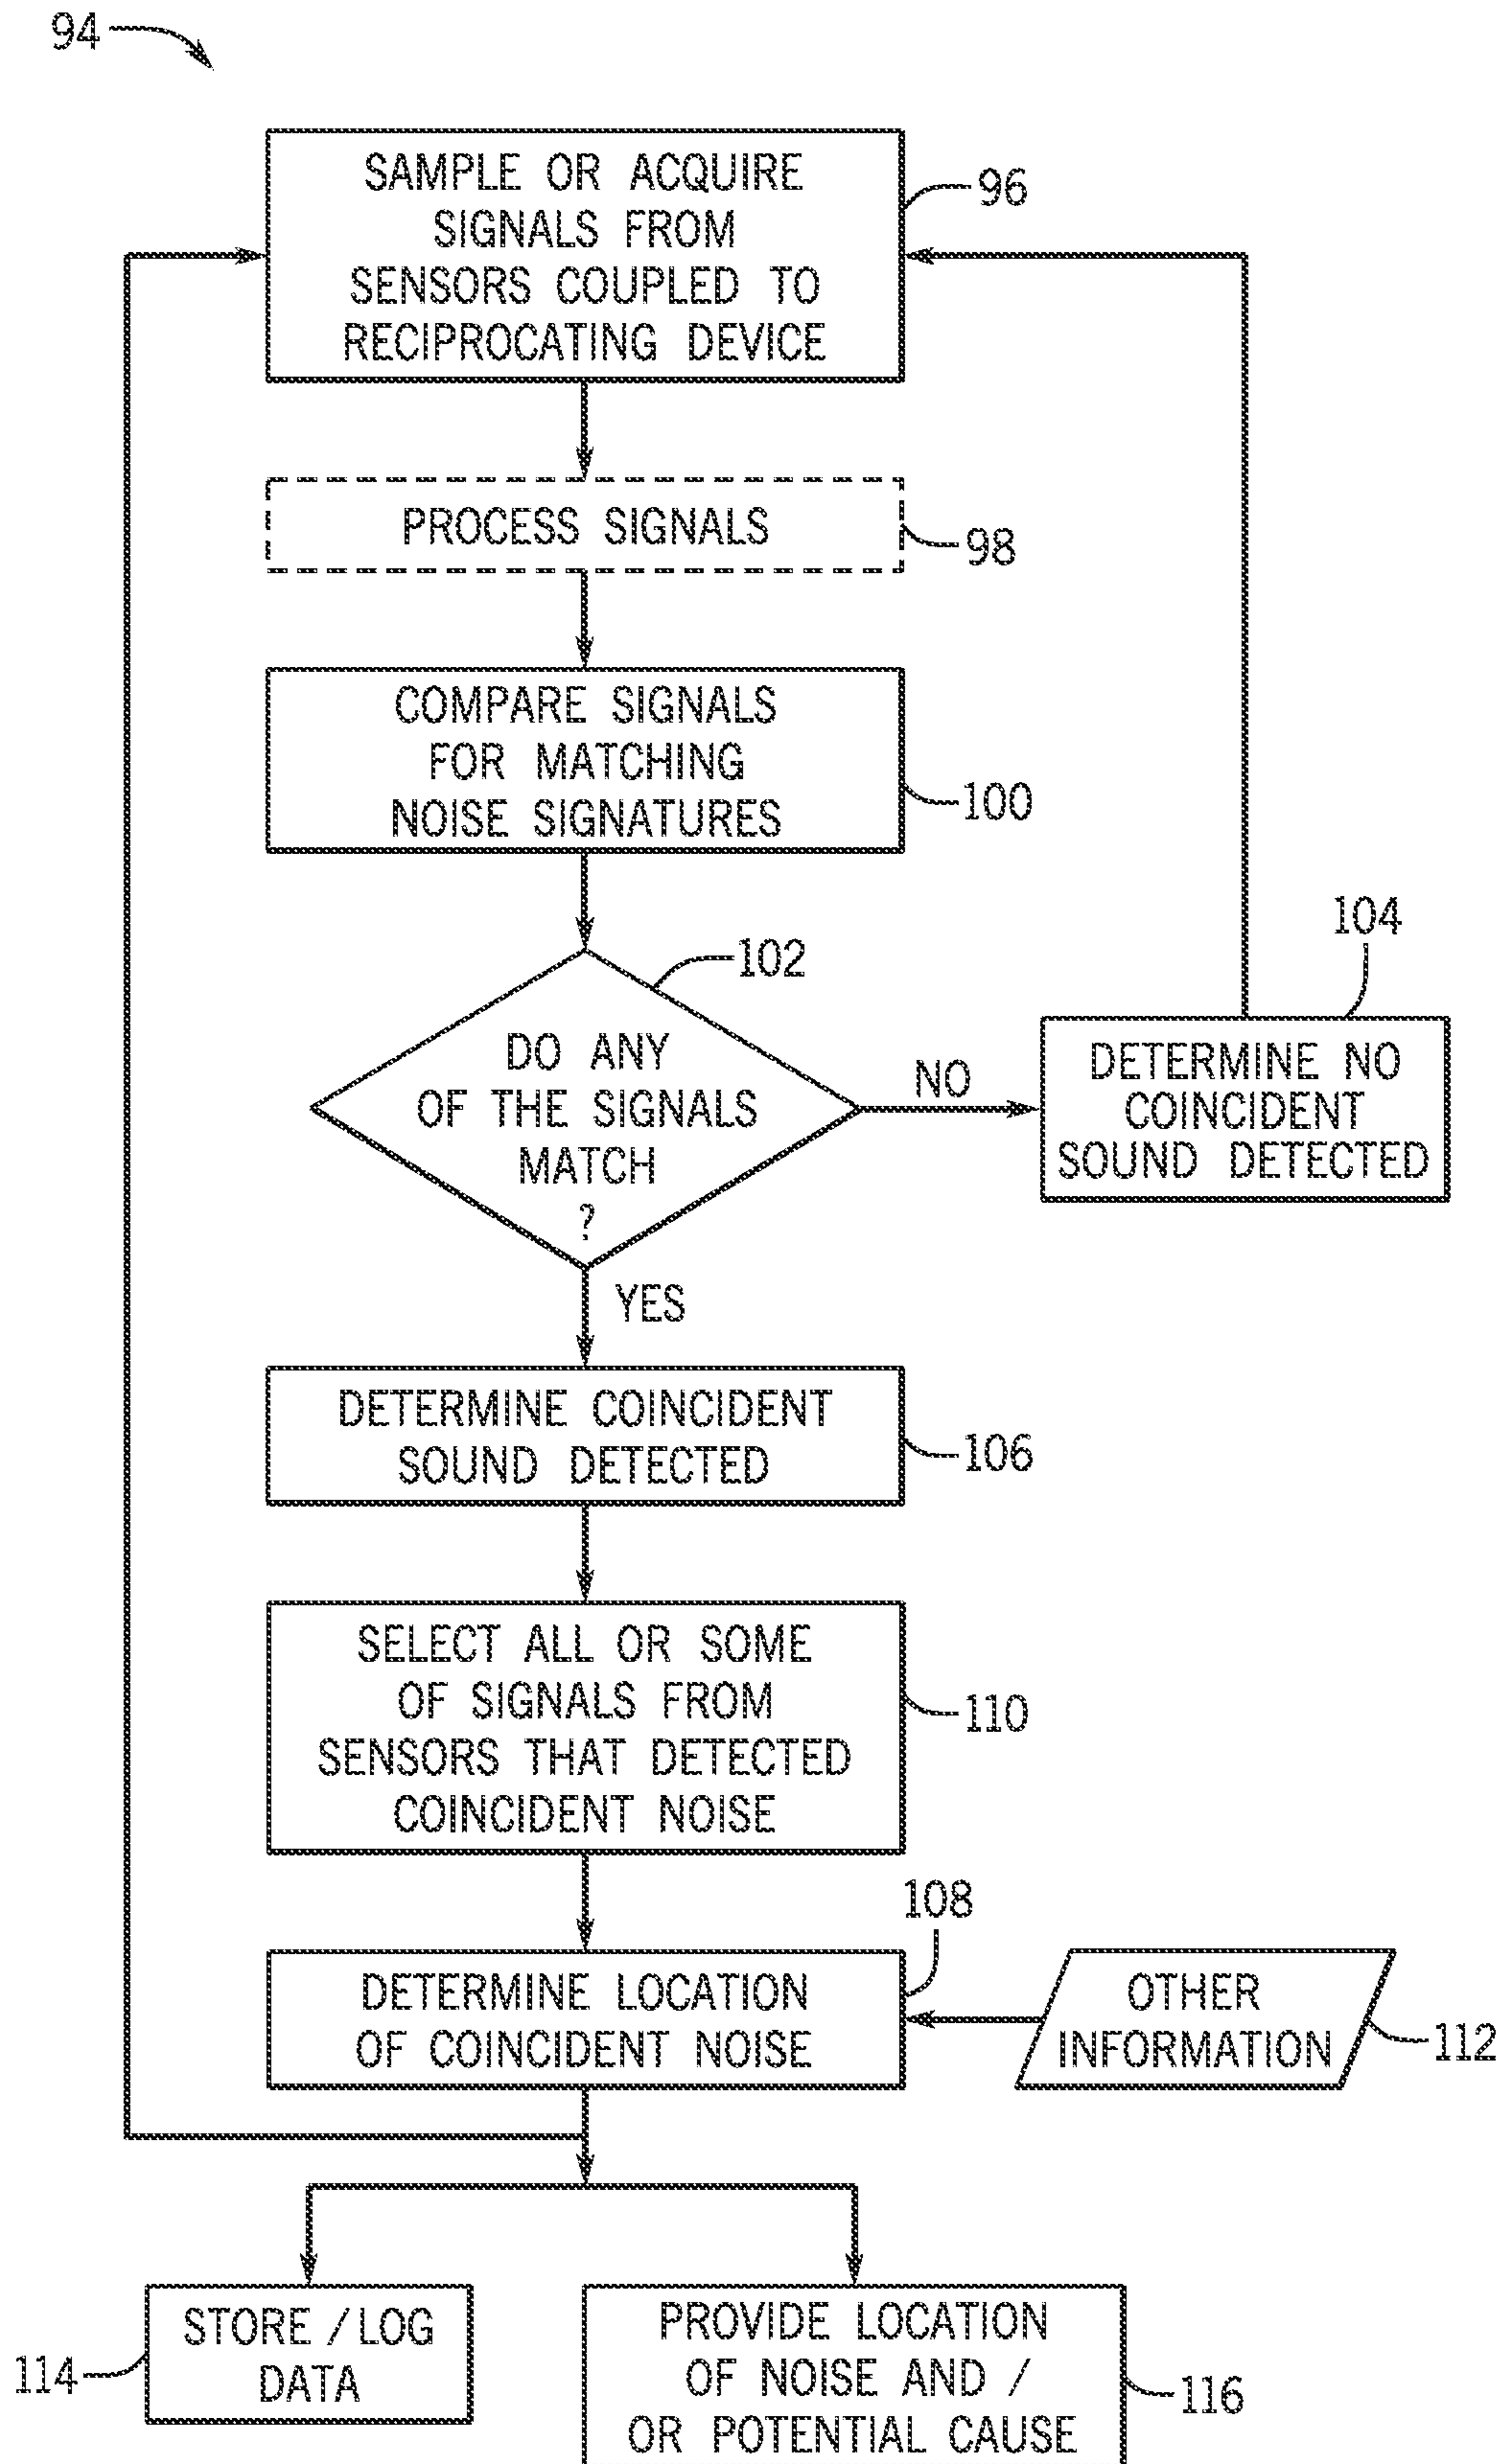 94
SAMPLE OR ACQUIRE
SIGNALS FROM
SENSORS COUPLED TO
RECIPROCATING DEVICE
96
PROCESS SIGNALS
98
COMPARE SIGNALS
FOR MATCHING
NOISE SIGNATURES
100
102
DO ANY
OF THE SIGNALS
MATCH
?
NO
104
DETERMINE NO
COINCIDENT
SOUND DETECTED
YES
DETERMINE COINCIDENT
SOUND DETECTED
106
SELECT ALL OR SOME
OF SIGNALS FROM
SENSORS THAT DETECTED
COINCIDENT NOISE
110
108
DETERMINE LOCATION
OF COINCIDENT NOISE
OTHER
INFORMATION
112
STORE / LOG
DATA
114
PROVIDE LOCATION
OF NOISE AND /
OR POTENTIAL CAUSE
116